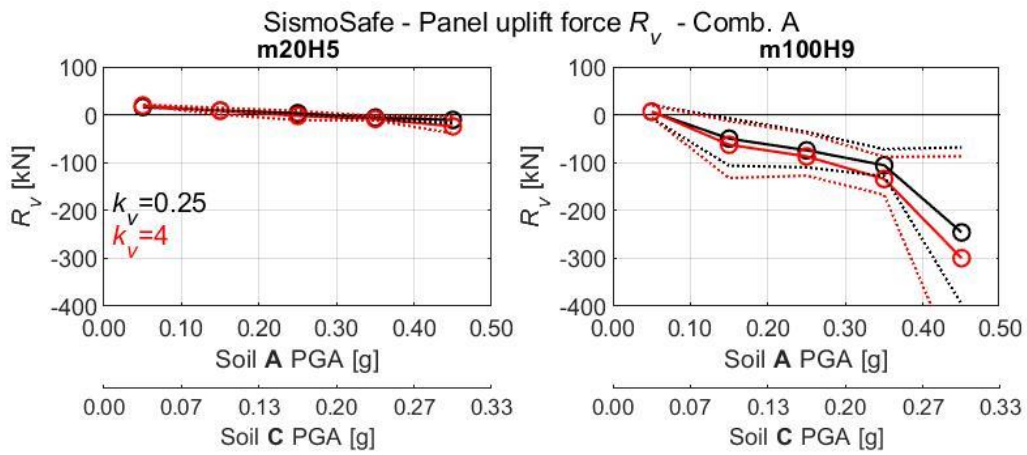 SismoSafe - Panel uplift force R_v - Comb. A
m20H5
m100H9
100
0
-100
-200
-300
-400
R_v [kN]
k_v=0.25
k_v=4
0.00 0.10 0.20 0.30 0.40 0.50
Soil A PGA [g]
0.00 0.07 0.13 0.20 0.27 0.33
Soil C PGA [g]
100
0
-100
-200
-300
-400
R_v [kN]
0.00 0.10 0.20 0.30 0.40 0.50
Soil A PGA [g]
0.00 0.07 0.13 0.20 0.27 0.33
Soil C PGA [g]